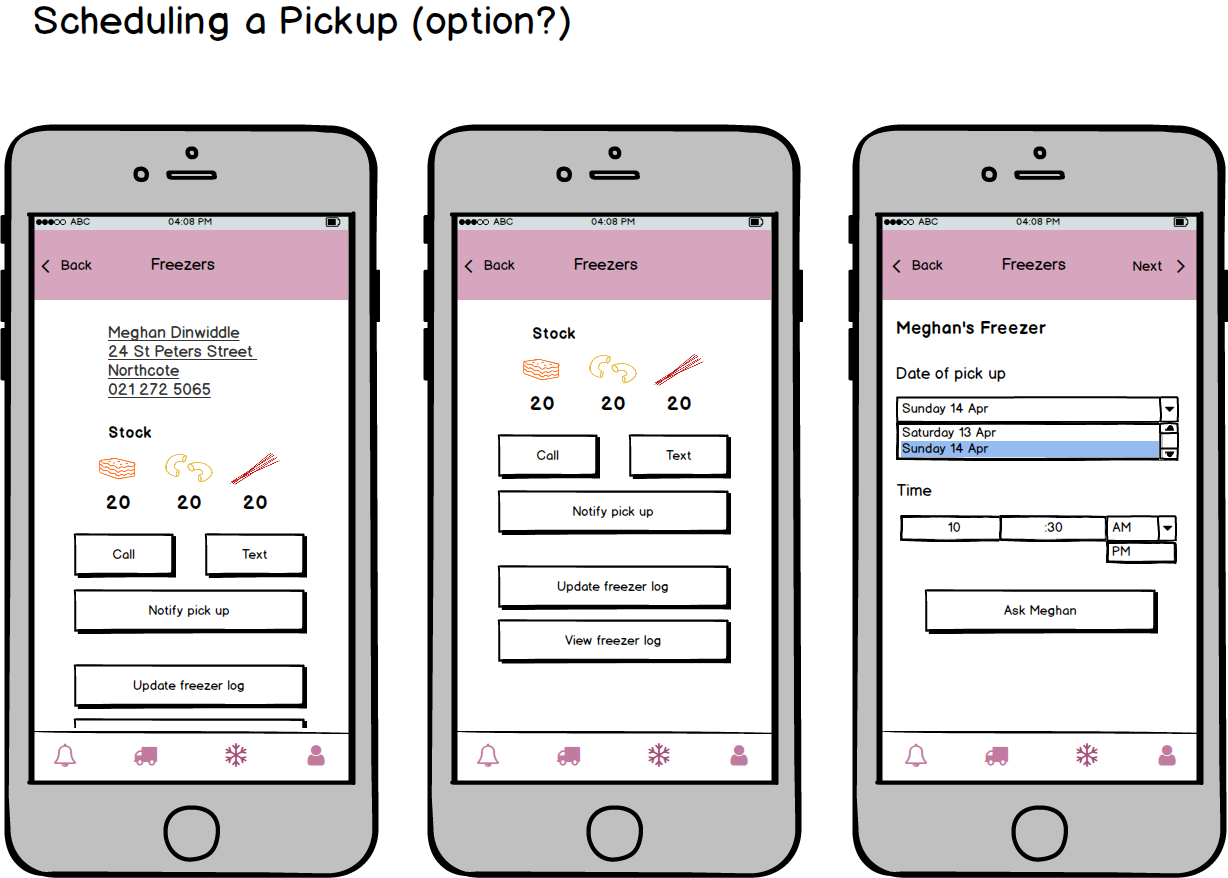 Scheduling a Pickup (option?)
ABC 04:08 PM
Back Freezers
Meghan Dinwiddle
24 St Peters Street
Northcote
021 272 5065
Stock
20 20 20
Call Text
Notify pick up
Update freezer log
ABC 04:08 PM
Back Freezers
Stock
20 20 20
Call Text
Notify pick up
Update freezer log
View freezer log
ABC 04:08 PM
Back Freezers Next
Meghan's Freezer
Date of pick up
Sunday 14 Apr
Saturday 13 Apr
Sunday 14 Apr
Time
10 :30 AM
PM
Ask Meghan